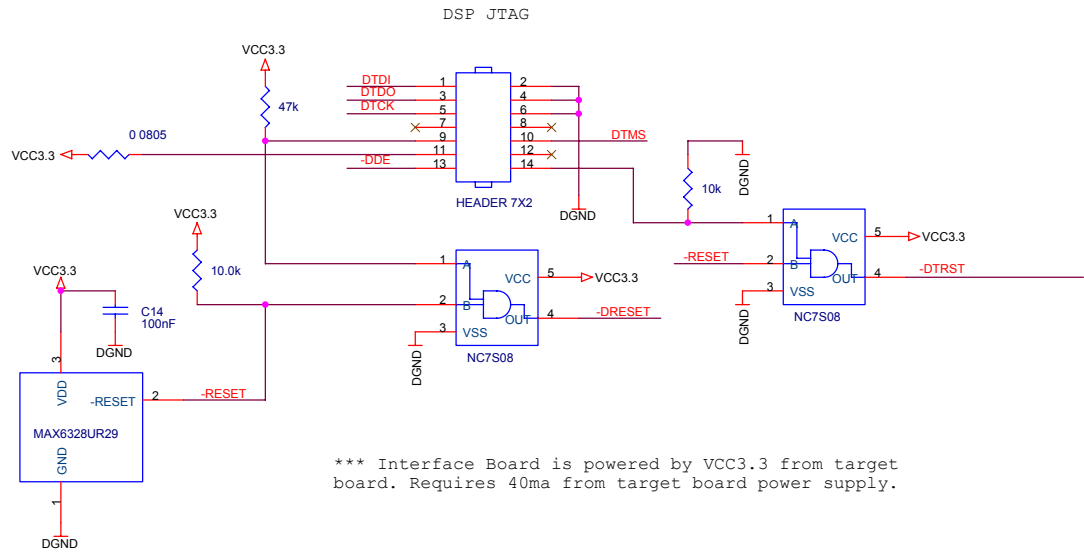 DSP JTAG
VCC3.3
VCC3.3
47k
0 0805
VCC3.3
DTDI
DTDO
DTCK
-DDE
1
3
5
7
9
11
13
2
4
6
8
10
12
14
DTMS
HEADER 7X2
DGND
DGND
10k
VCC3.3
10.0k
VCC3.3
C14
100nF
DGND
3
VDD
-RESET
2
-RESET
MAX6328UR29
GND
1
DGND
1
A
2
B
3
VSS
VCC
5
VCC3.3
OUT
4
-DRESET
DGND
NC7S08
1
A
-RESET
2
B
3
VSS
VCC
5
VCC3.3
OUT
4
-DTRST
DGND
NC7S08
*** Interface Board is powered by VCC3.3 from target
board. Requires 40ma from target board power supply.